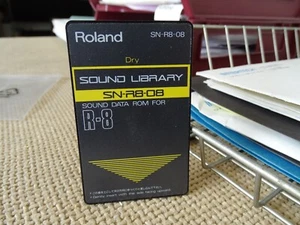 Roland
SN-R8-08
Dry
SOUND LIBRARY
SN-R8-08
SOUND DATA ROM FOR
R-8